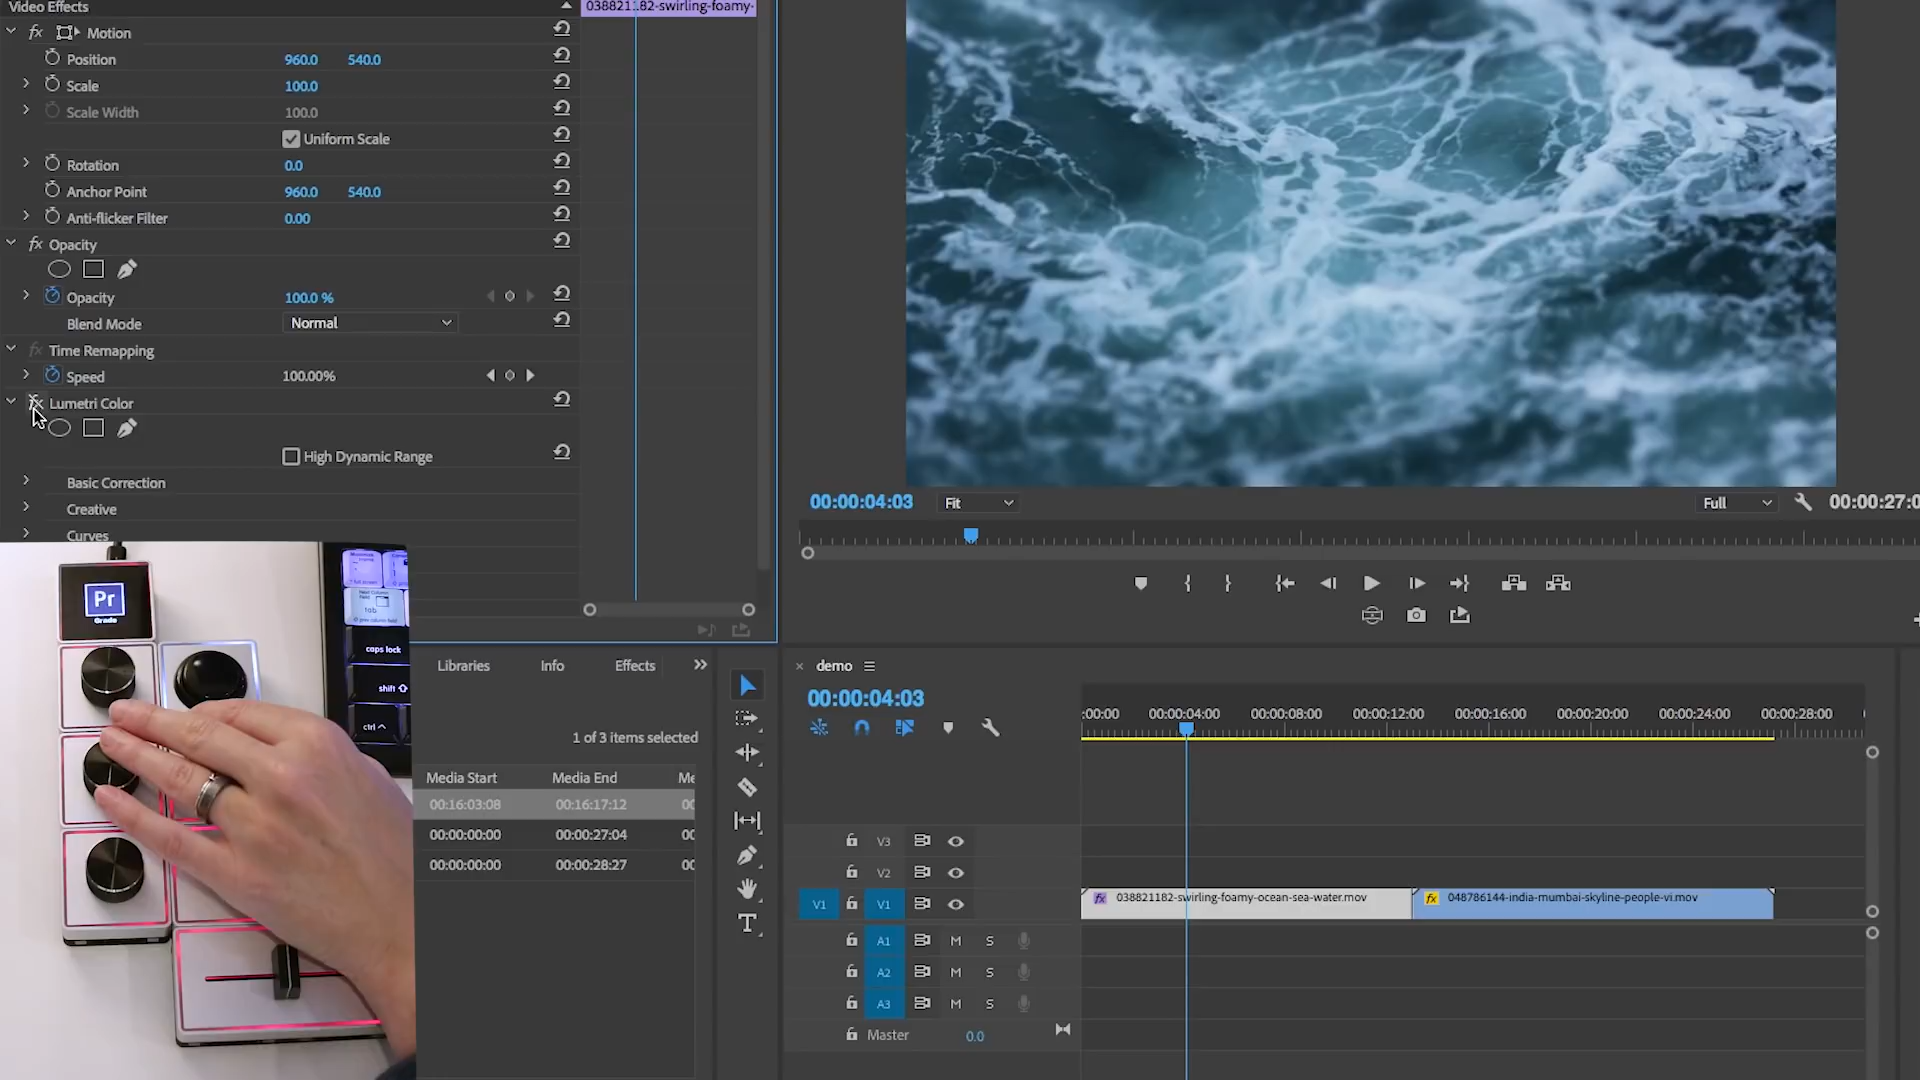 Video Effects
038821182-swirling-foamy-
fx Motion
Position 960.0 540.0
Scale 100.0
Scale Width 100.0
Uniform Scale
Rotation 0.0
Anchor Point 960.0 540.0
Anti-flicker Filter 0.00
fx Opacity
Opacity 100.0 %
Blend Mode Normal
fx Time Remapping
Speed 100.00%
fx Lumetri Color
High Dynamic Range
Basic Correction
Creative
Curves
00:00:04:03 Fit Full 00:00:27:0
Pr
Grade
tab
caps lock
shift
ctrl
Libraries Info Effects
1 of 3 items selected
Media Start Media End Me
00:16:03:08 00:16:17:12 00
00:00:00:00 00:00:27:04 00
00:00:00:00 00:00:28:27 00
T
demo
00:00:04:03
:00:00 00:00:04:00 00:00:08:00 00:00:12:00 00:00:16:00 00:00:20:00 00:00:24:00 00:00:28:00
V3
V2
V1 V1 fx 038821182-swirling-foamy-ocean-sea-water.mov fx 048786144-india-mumbai-skyline-people-vi.mov
A1 M S
A2 M S
A3 M S
Master 0.0